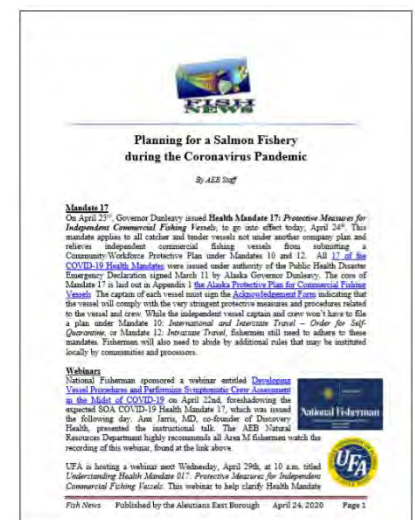 FISH
NEWS
Planning for a Salmon Fishery
during the Coronavirus Pandemic
By AEB Staff
Mandate 17
On April 23rd, Governor Dunleavy issued Health Mandate 17: Protective Measures for
Independent Commercial Fishing Vessels, to go into effect today, April 24th. This
mandate applies to all catcher and tender vessels not under another company plan and
relieves independent commercial fishing vessels from submitting a
Community/Workforce Protective Plan under Mandates 10 and 12. All 17 of the
COVID-19 Health Mandates were issued under authority of the Public Health Disaster
Emergency Declaration signed March 11 by Alaska Governor Dunleavy. The core of
Mandate 17 is laid out in Appendix 1 the Alaska Protective Plan for Commercial Fishing
Vessels. The captain of each vessel must sign the Acknowledgement Form indicating that
the vessel will comply with the very stringent protective measures and procedures related
to the vessel and crew. While the independent vessel captain and crew won't have to file
a plan under Mandate 10: International and Interstate Travel – Order for Self-
Quarantine, or Mandate 12: Intrastate Travel, fishermen still need to adhere to these
mandates. Fishermen will also need to abide by additional rules that may be instituted
locally by communities and processors.
Webinars
National Fisherman sponsored a webinar entitled Developing
Vessel Procedures and Performing Symptomatic Crew Assessment
in the Midst of COVID-19 on April 22nd, foreshadowing the
expected SOA COVID-19 Health Mandate 17, which was issued
the following day. Ann Jarris, MD, co-founder of Discovery
Health, presented the instructional talk. The AEB Natural
Resources Department highly recommends all Area M fishermen watch the
recording of this webinar, found at the link above.
National Fisherman
UFA is hosting a webinar next Wednesday, April 29th, at 10 a.m. titled
Understanding Health Mandate 017: Protective Measures for Independent
Commercial Fishing Vessels. This webinar to help clarify Health Mandate
UFA
Fish News Published by the Aleutians East Borough April 24, 2020 Page 1